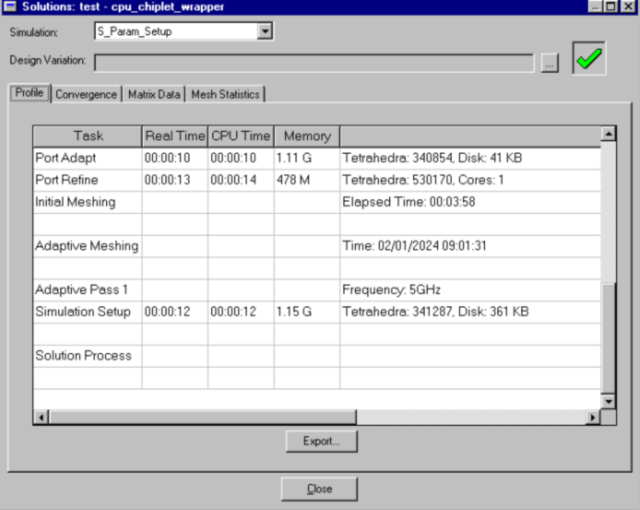 Solutions: test - cpu_chiplet_wrapper
Simulation: S_Param_Setup
Design Variation: ...
Profile Convergence Matrix Data Mesh Statistics
Task Real Time CPU Time Memory
Port Adapt 00:00:10 00:00:10 1.11 G Tetrahedra: 340854, Disk: 41 KB
Port Refine 00:00:13 00:00:14 478 M Tetrahedra: 530170, Cores: 1
Initial Meshing Elapsed Time: 00:03:58
Adaptive Meshing Time: 02/01/2024 09:01:31
Adaptive Pass 1 Frequency: 5GHz
Simulation Setup 00:00:12 00:00:12 1.15 G Tetrahedra: 341287, Disk: 361 KB
Solution Process
Export...
Close